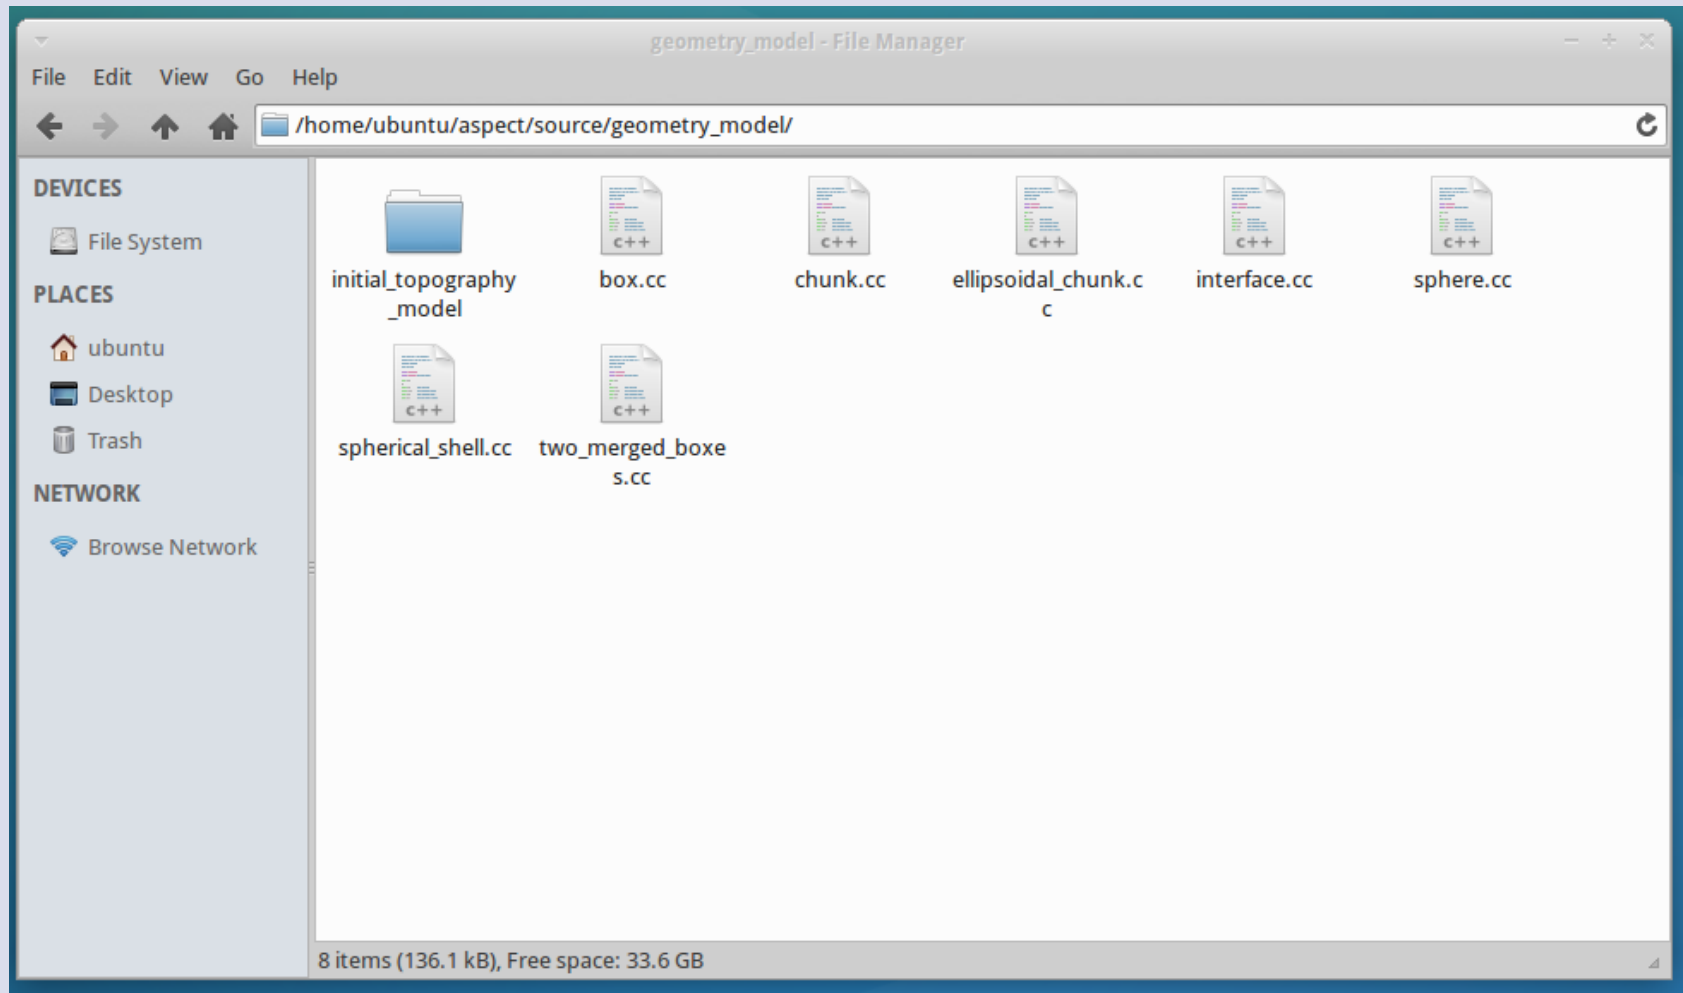 geometry_model - File Manager
File Edit View Go Help
/home/ubuntu/aspect/source/geometry_model/
DEVICES
File System
PLACES
ubuntu
Desktop
Trash
NETWORK
Browse Network
initial_topography
_model
c++
box.cc
c++
chunk.cc
c++
ellipsoidal_chunk.c
c
c++
interface.cc
c++
sphere.cc
c++
spherical_shell.cc
c++
two_merged_boxe
s.cc
8 items (136.1 kB), Free space: 33.6 GB